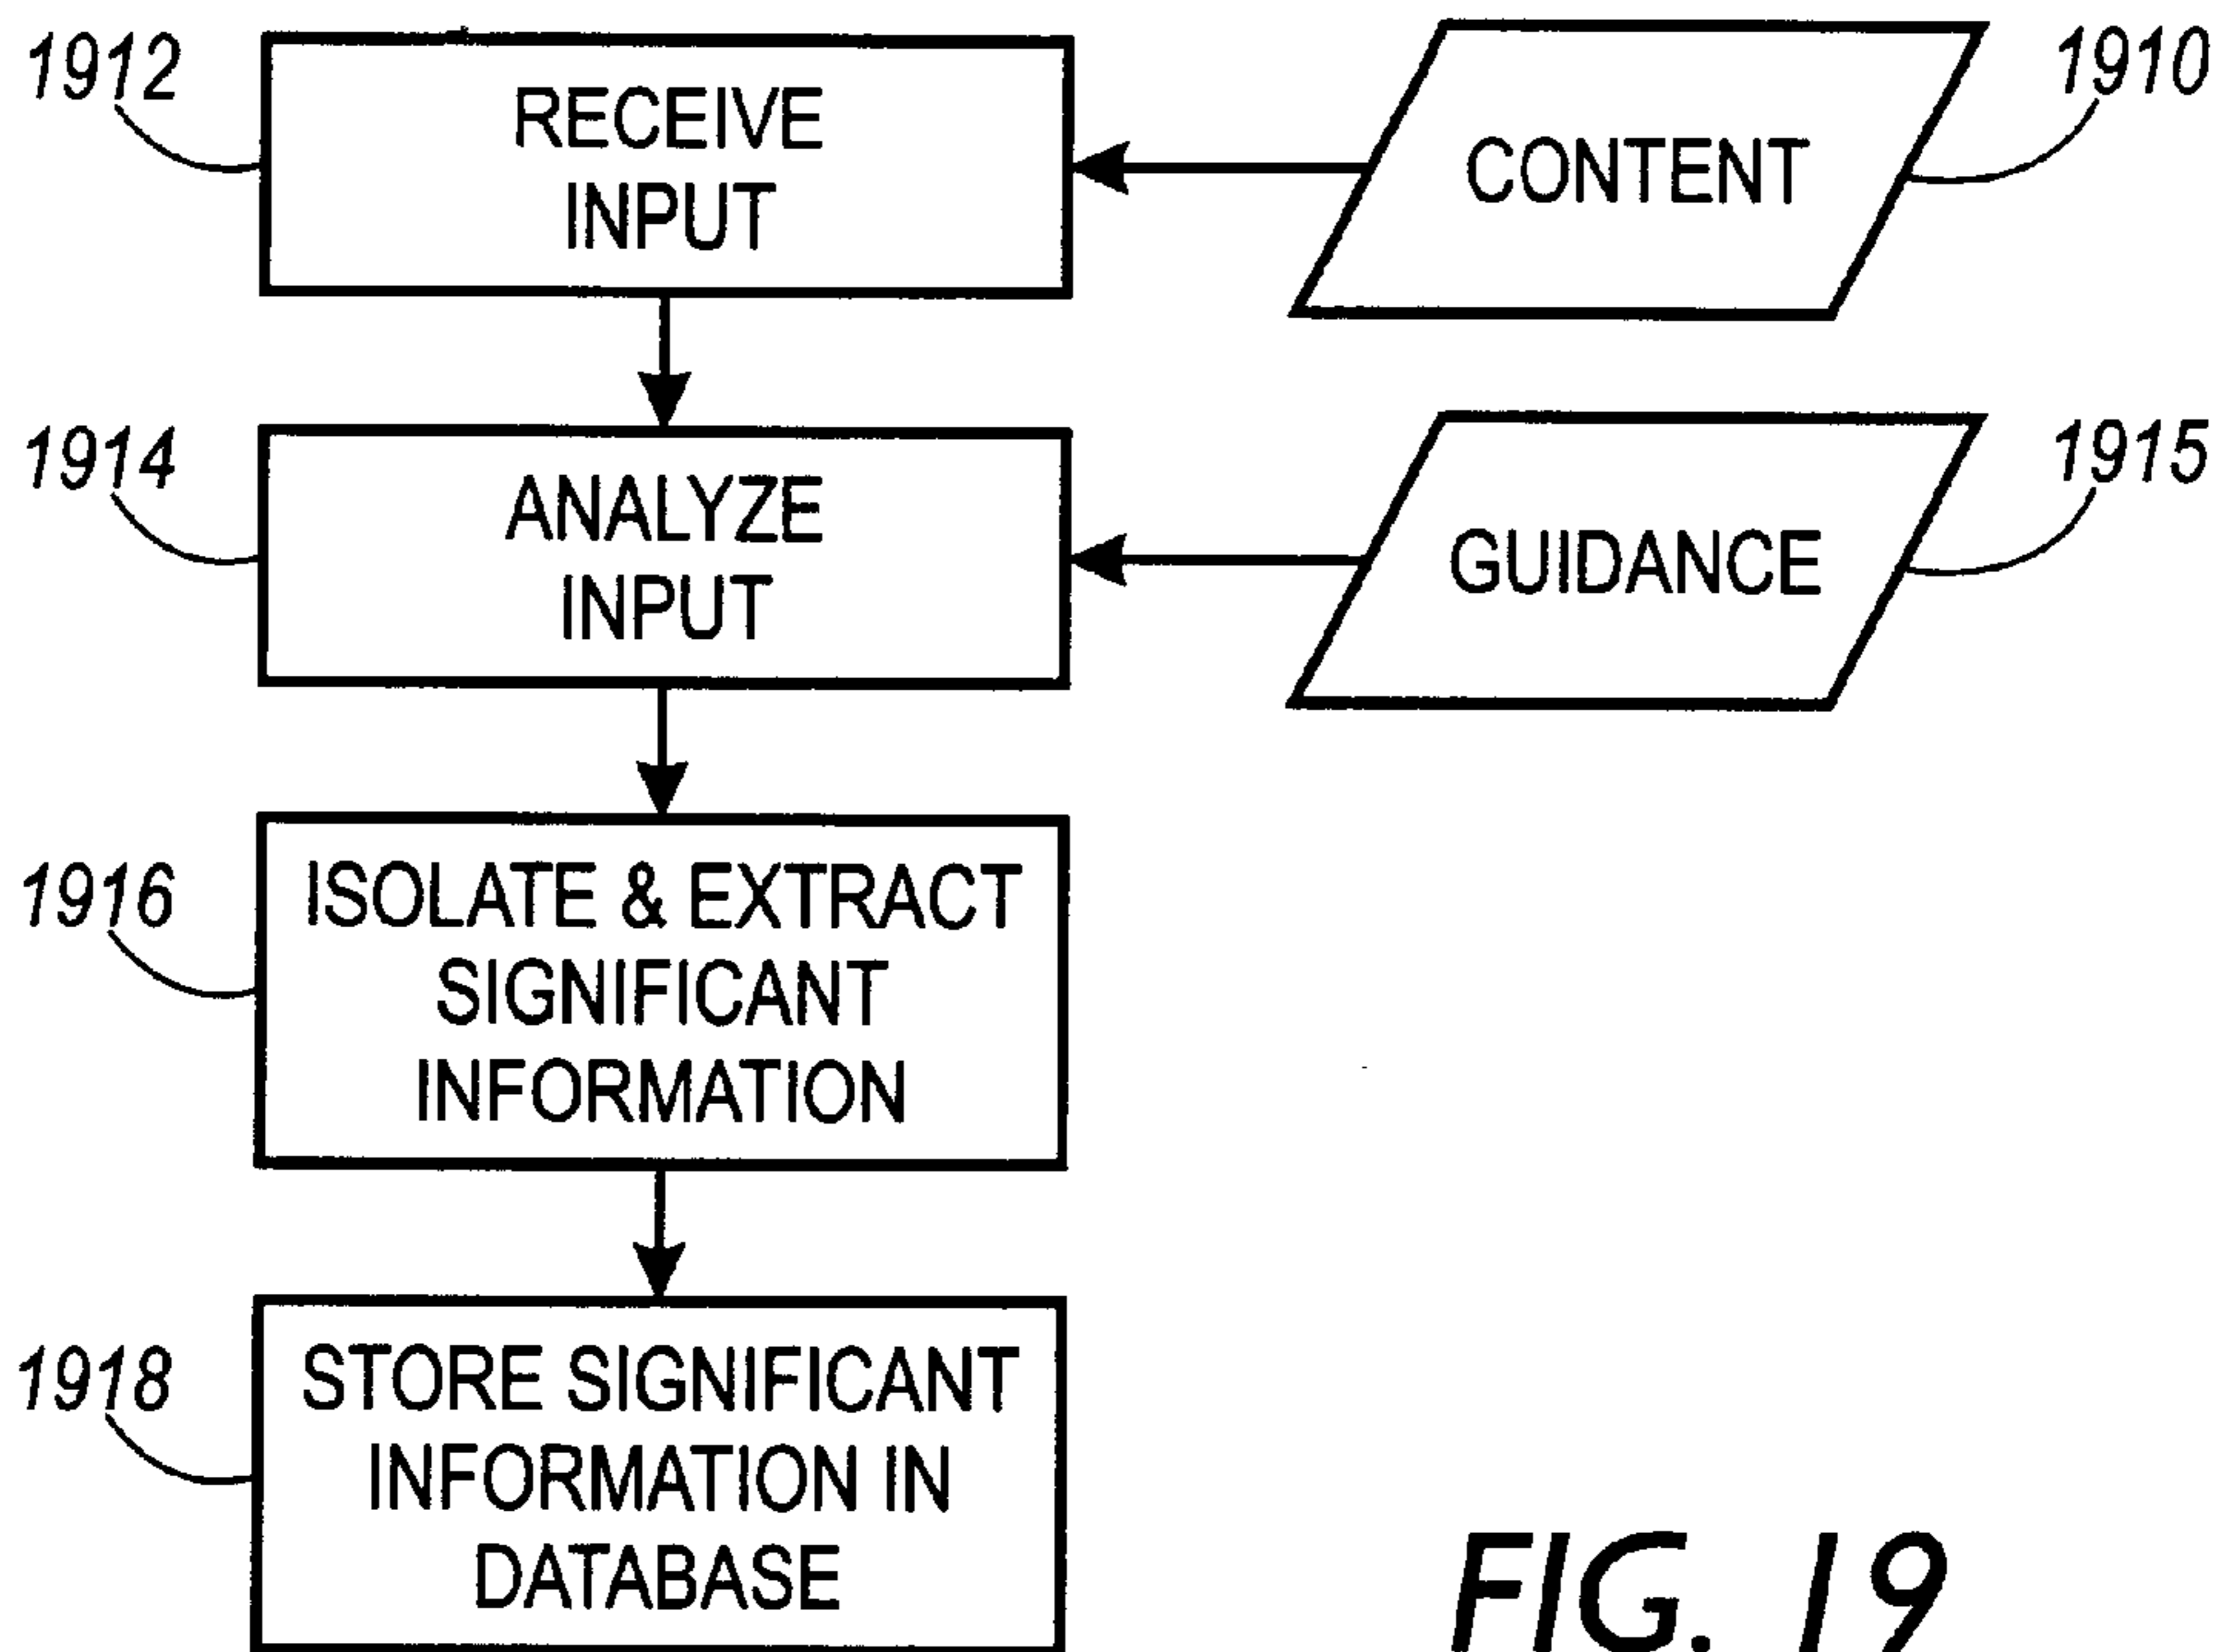 1912
RECEIVE
INPUT
CONTENT
1910
1914
ANALYZE
INPUT
GUIDANCE
1915
1916
ISOLATE & EXTRACT
SIGNIFICANT
INFORMATION
1918
STORE SIGNIFICANT
INFORMATION IN
DATABASE
FIG. 19